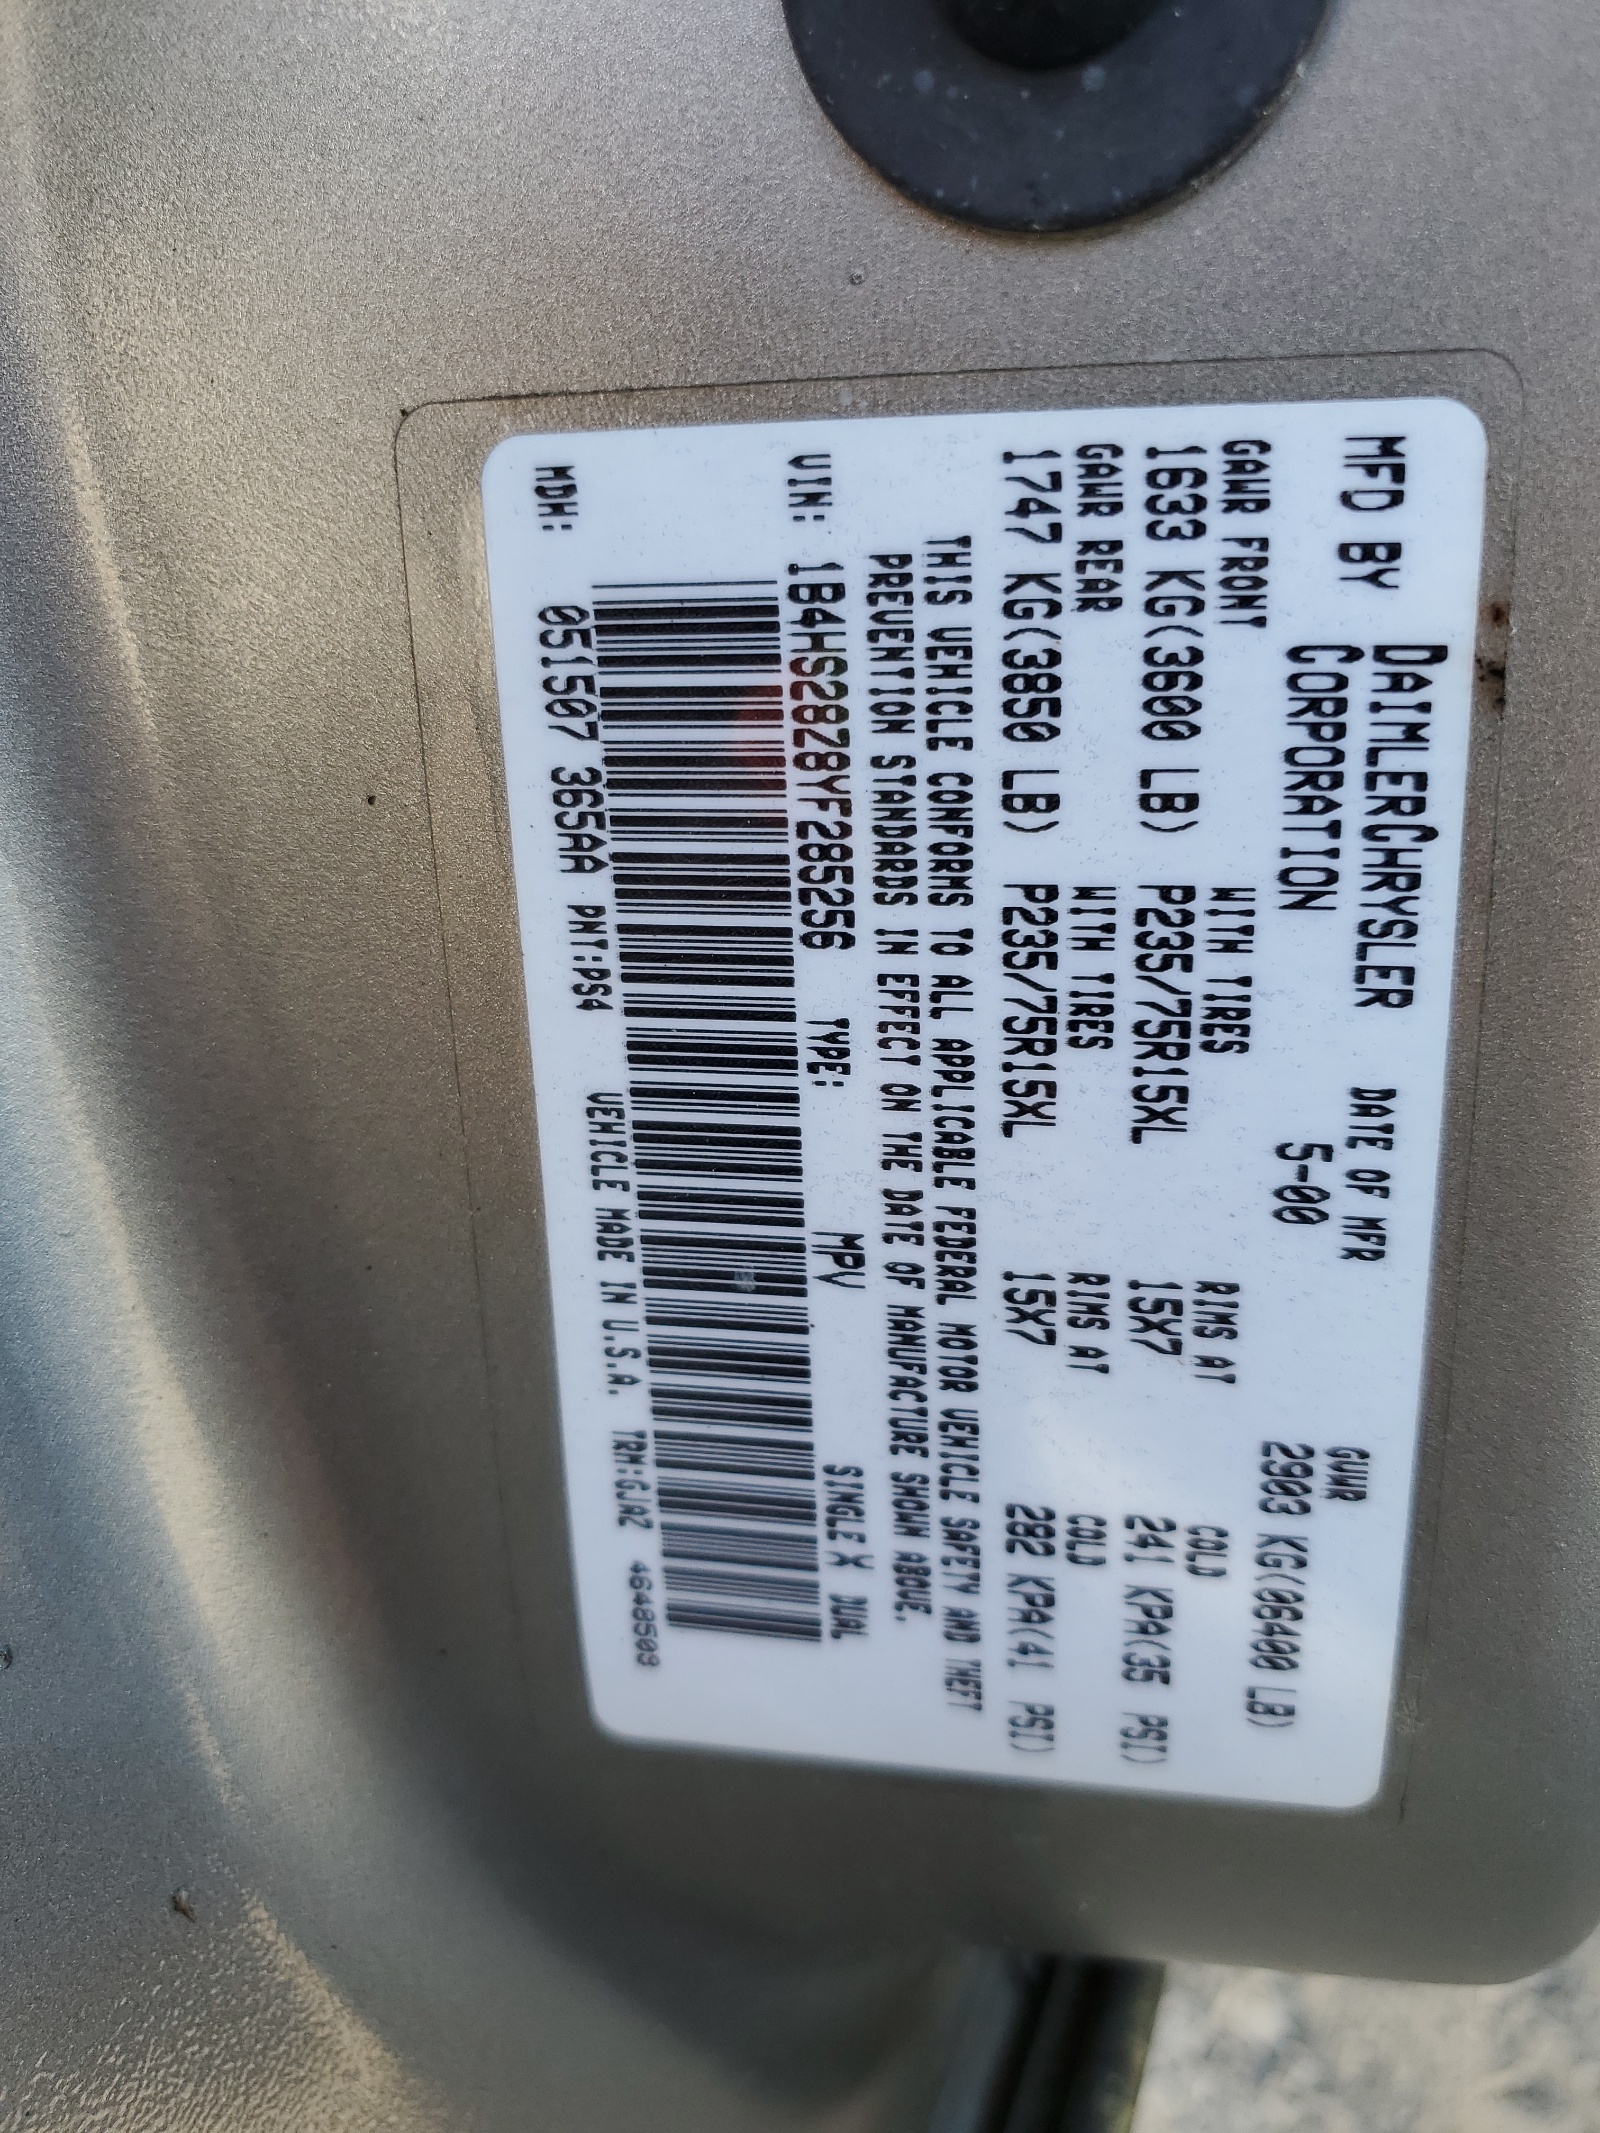 MFD BY DAIMLERCHRYSLER CORPORATION DATE OF MFR 5-00 GVWR 2903 KG(06400 LB)
GAWR FRONT WITH TIRES RIMS AT COLD
1633 KG(3600 LB) P235/75R15XL 15X7 241 KPA(35 PSI)
GAWR REAR WITH TIRES RIMS AT COLD
1747 KG(3850 LB) P235/75R15XL 15X7 282 KPA(41 PSI)
THIS VEHICLE CONFORMS TO ALL APPLICABLE FEDERAL MOTOR VEHICLE SAFETY AND THEFT
PREVENTION STANDARDS IN EFFECT ON THE DATE OF MANUFACTURE SHOWN ABOVE.
VIN: 1B4HS28Z8YF285256 TYPE: MPV SINGLE X DUAL
MDH: 051507 365AA PNT:PS4 VEHICLE MADE IN U.S.A. TRM:GJAZ 4648509